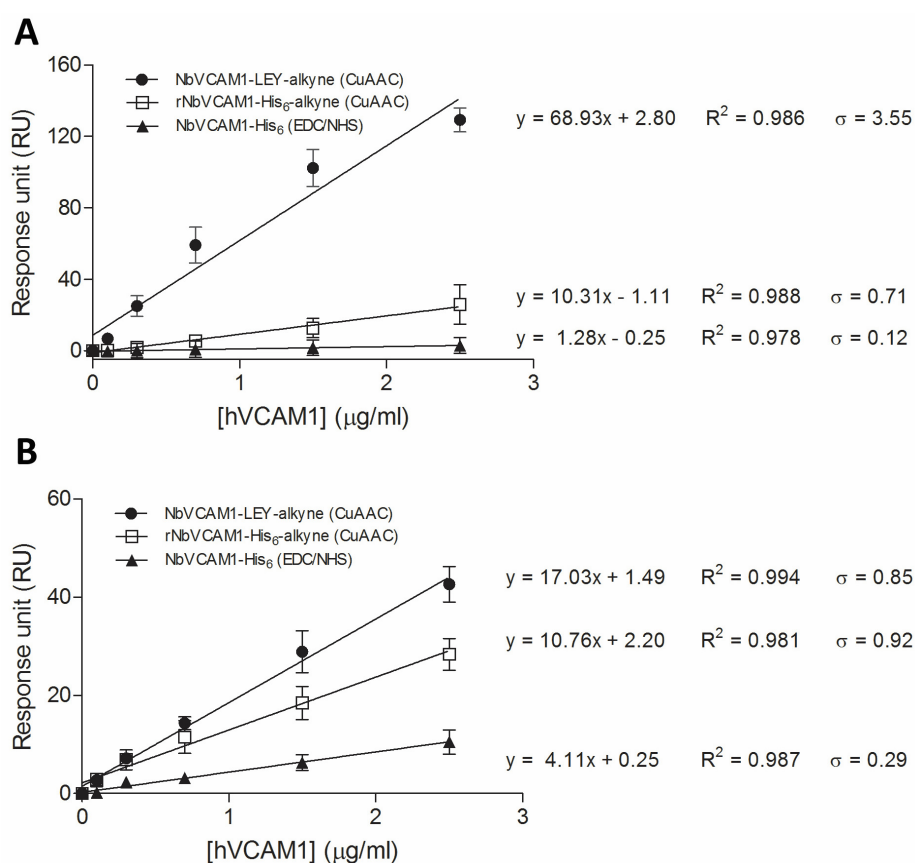 A
160
120
80
40
0
Response unit (RU)
NbVCAM1-LEY-alkyne (CuAAC)
rNbVCAM1-His₆-alkyne (CuAAC)
NbVCAM1-His₆ (EDC/NHS)
y = 68.93x + 2.80 R² = 0.986 σ = 3.55
y = 10.31x - 1.11 R² = 0.988 σ = 0.71
y = 1.28x - 0.25 R² = 0.978 σ = 0.12
0 1 2 3
[hVCAM1] (μg/ml)
B
60
40
20
0
Response unit (RU)
NbVCAM1-LEY-alkyne (CuAAC)
rNbVCAM1-His₆-alkyne (CuAAC)
NbVCAM1-His₆ (EDC/NHS)
y = 17.03x + 1.49 R² = 0.994 σ = 0.85
y = 10.76x + 2.20 R² = 0.981 σ = 0.92
y = 4.11x + 0.25 R² = 0.987 σ = 0.29
0 1 2 3
[hVCAM1] (μg/ml)